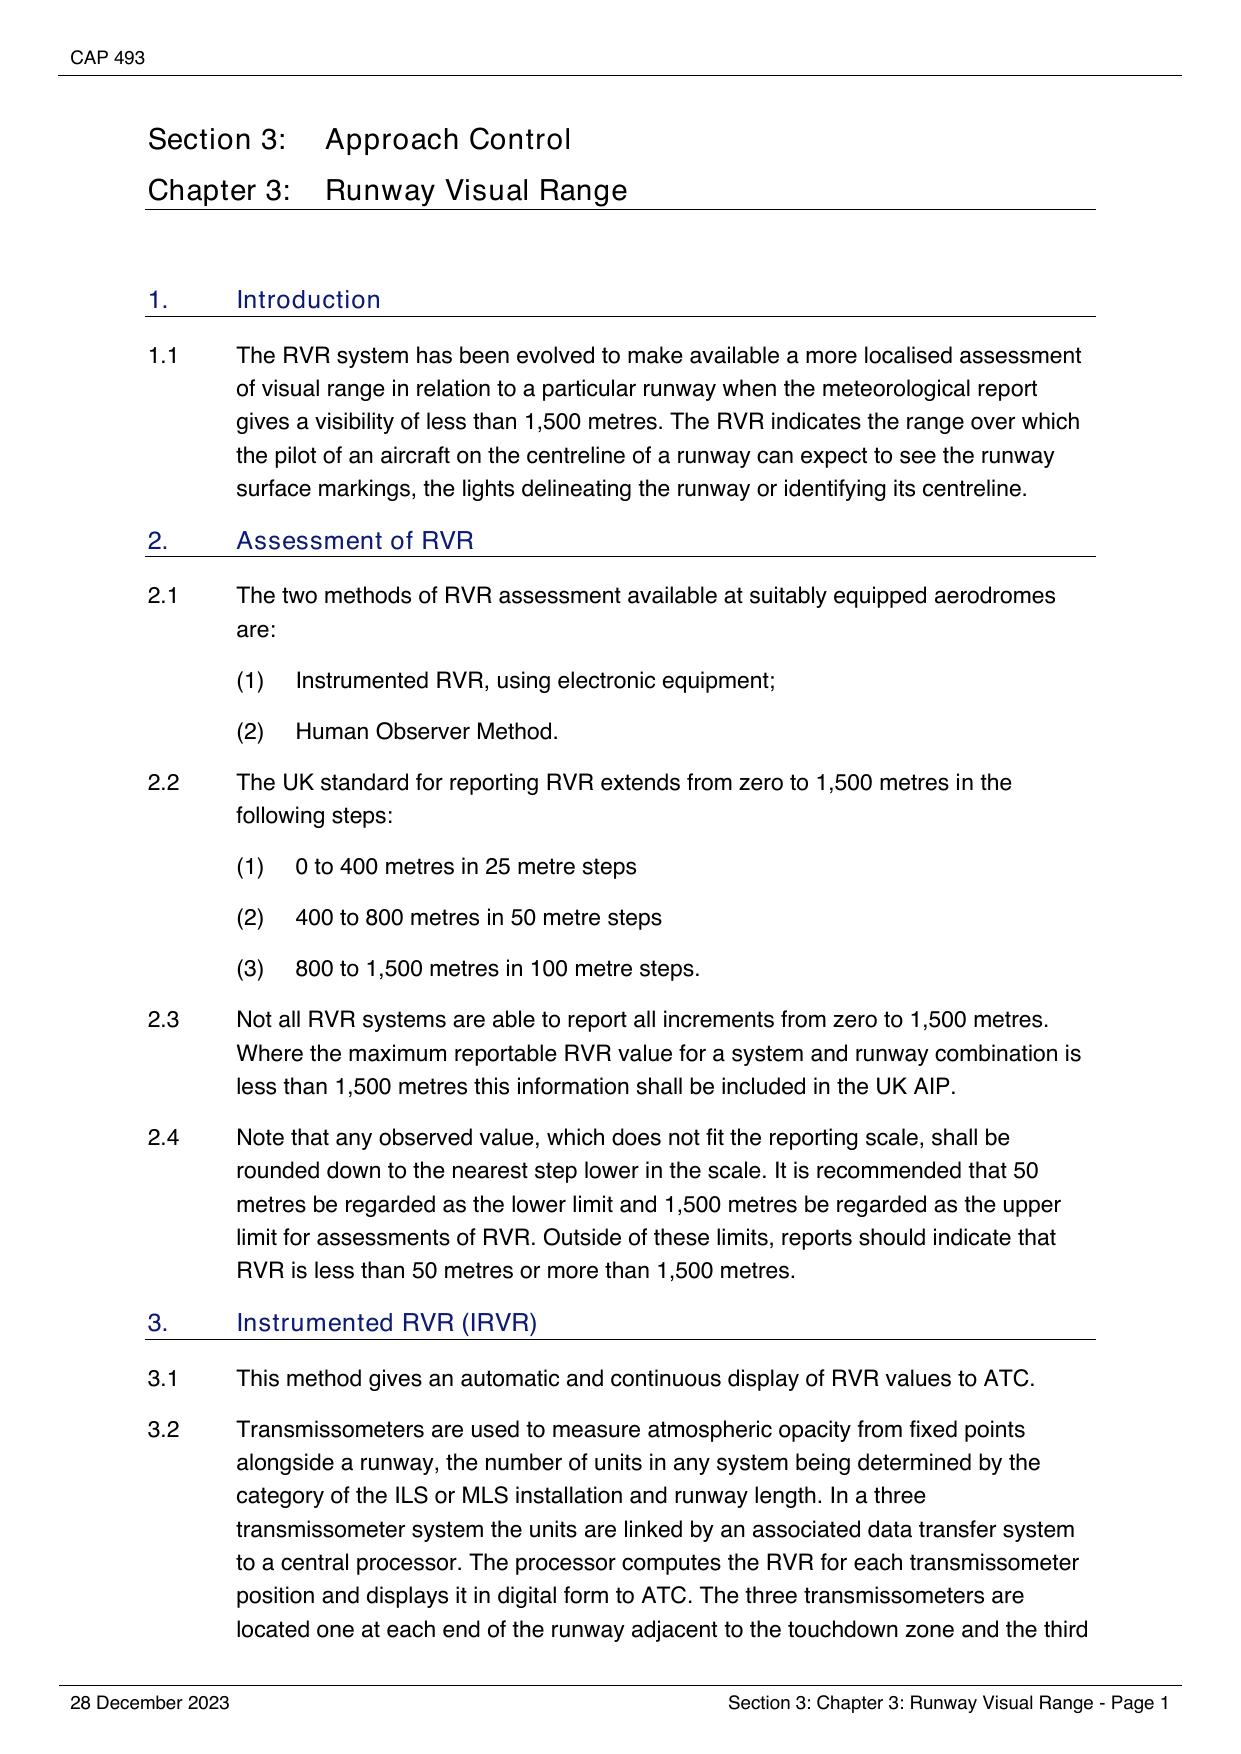 CAP 493
Section 3: Approach Control
Chapter 3: Runway Visual Range
1. Introduction
1.1 The RVR system has been evolved to make available a more localised assessment
of visual range in relation to a particular runway when the meteorological report
gives a visibility of less than 1,500 metres. The RVR indicates the range over which
the pilot of an aircraft on the centreline of a runway can expect to see the runway
surface markings, the lights delineating the runway or identifying its centreline.
2. Assessment of RVR
2.1 The two methods of RVR assessment available at suitably equipped aerodromes
are:
(1) Instrumented RVR, using electronic equipment;
(2) Human Observer Method.
2.2 The UK standard for reporting RVR extends from zero to 1,500 metres in the
following steps:
(1) 0 to 400 metres in 25 metre steps
(2) 400 to 800 metres in 50 metre steps
(3) 800 to 1,500 metres in 100 metre steps.
2.3 Not all RVR systems are able to report all increments from zero to 1,500 metres.
Where the maximum reportable RVR value for a system and runway combination is
less than 1,500 metres this information shall be included in the UK AIP.
2.4 Note that any observed value, which does not fit the reporting scale, shall be
rounded down to the nearest step lower in the scale. It is recommended that 50
metres be regarded as the lower limit and 1,500 metres be regarded as the upper
limit for assessments of RVR. Outside of these limits, reports should indicate that
RVR is less than 50 metres or more than 1,500 metres.
3. Instrumented RVR (IRVR)
3.1 This method gives an automatic and continuous display of RVR values to ATC.
3.2 Transmissometers are used to measure atmospheric opacity from fixed points
alongside a runway, the number of units in any system being determined by the
category of the ILS or MLS installation and runway length. In a three
transmissometer system the units are linked by an associated data transfer system
to a central processor. The processor computes the RVR for each transmissometer
position and displays it in digital form to ATC. The three transmissometers are
located one at each end of the runway adjacent to the touchdown zone and the third
28 December 2023 Section 3: Chapter 3: Runway Visual Range - Page 1